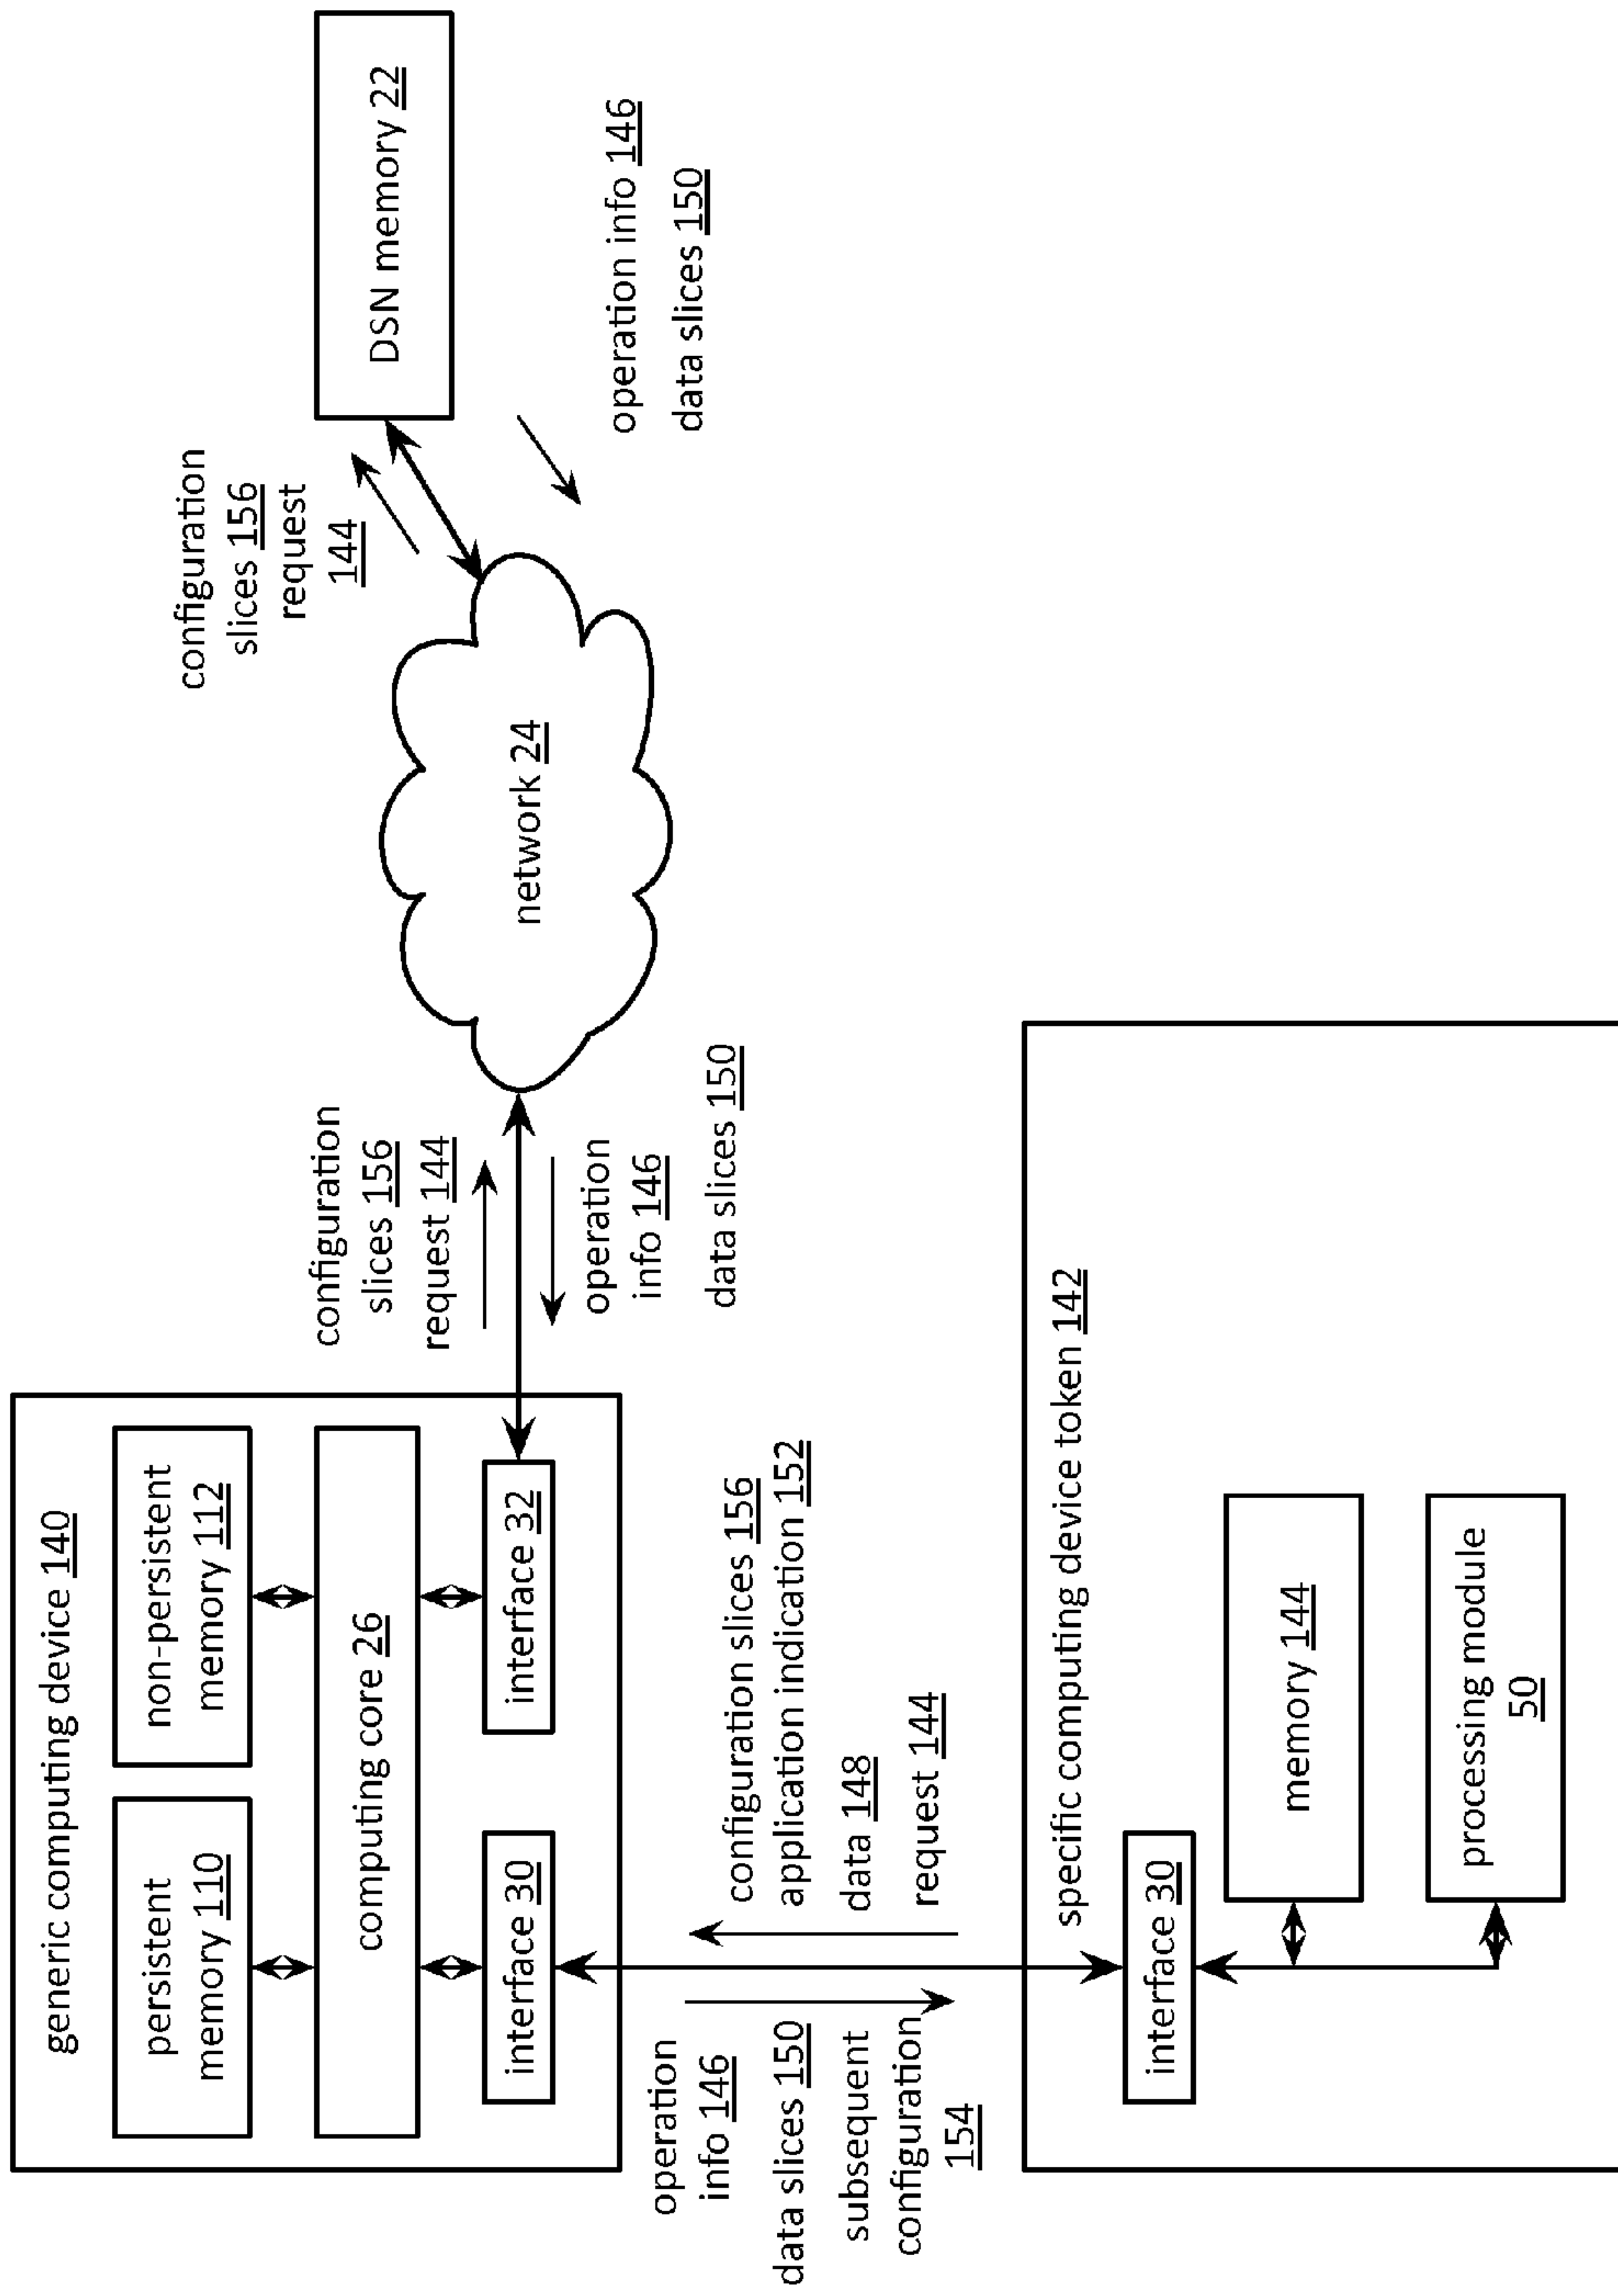 generic computing device 140
persistent
memory 110
non-persistent
memory 112
computing core 26
interface 30
interface 32
configuration
slices 156
request 144
operation
info 146
data slices 150
network 24
configuration
slices 156
request
144
DSN memory 22
operation info 146
data slices 150
operation
info 146
data slices 150
subsequent
configuration
154
configuration slices 156
application indication 152
data 148
request 144
specific computing device token 142
interface 30
memory 144
processing module
50